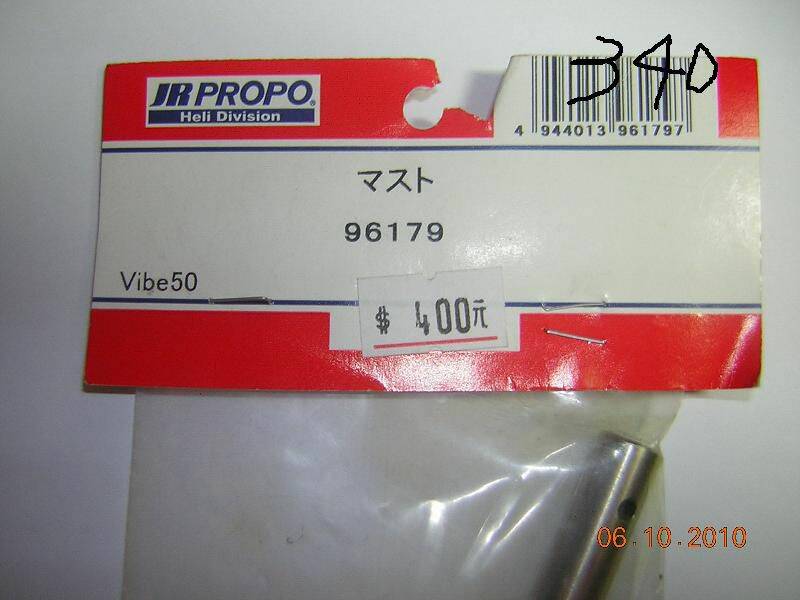 340
JR PROPO®
Heli Division
4 944013 961797
マスト
96179
Vibe50
$ 400元
06.10.2010